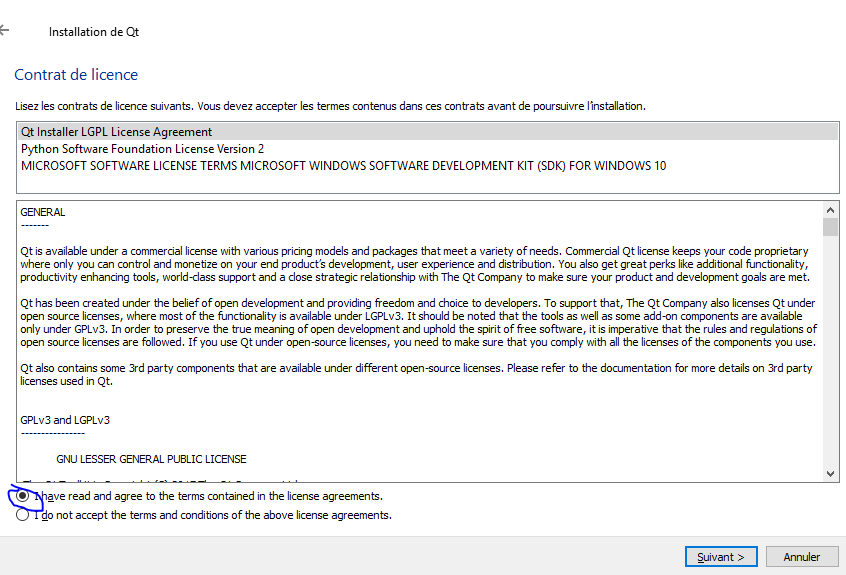 Installation de Qt
Contrat de licence
Lisez les contrats de licence suivants. Vous devez accepter les termes contenus dans ces contrats avant de poursuivre l'installation.
Qt Installer LGPL License Agreement
Python Software Foundation License Version 2
MICROSOFT SOFTWARE LICENSE TERMS MICROSOFT WINDOWS SOFTWARE DEVELOPMENT KIT (SDK) FOR WINDOWS 10
GENERAL
-------
Qt is available under a commercial license with various pricing models and packages that meet a variety of needs. Commercial Qt license keeps your code proprietary
where only you can control and monetize on your end product's development, user experience and distribution. You also get great perks like additional functionality,
productivity enhancing tools, world-class support and a close strategic relationship with The Qt Company to make sure your product and development goals are met.
Qt has been created under the belief of open development and providing freedom and choice to developers. To support that, The Qt Company also licenses Qt under
open source licenses, where most of the functionality is available under LGPLv3. It should be noted that the tools as well as some add-on components are available
only under GPLv3. In order to preserve the true meaning of open development and uphold the spirit of free software, it is imperative that the rules and regulations of
open source licenses are followed. If you use Qt under open-source licenses, you need to make sure that you comply with all the licenses of the components you use.
Qt also contains some 3rd party components that are available under different open-source licenses. Please refer to the documentation for more details on 3rd party
licenses used in Qt.
GPLv3 and LGPLv3
----------------
GNU LESSER GENERAL PUBLIC LICENSE
I have read and agree to the terms contained in the license agreements.
I do not accept the terms and conditions of the above license agreements.
Suivant >
Annuler